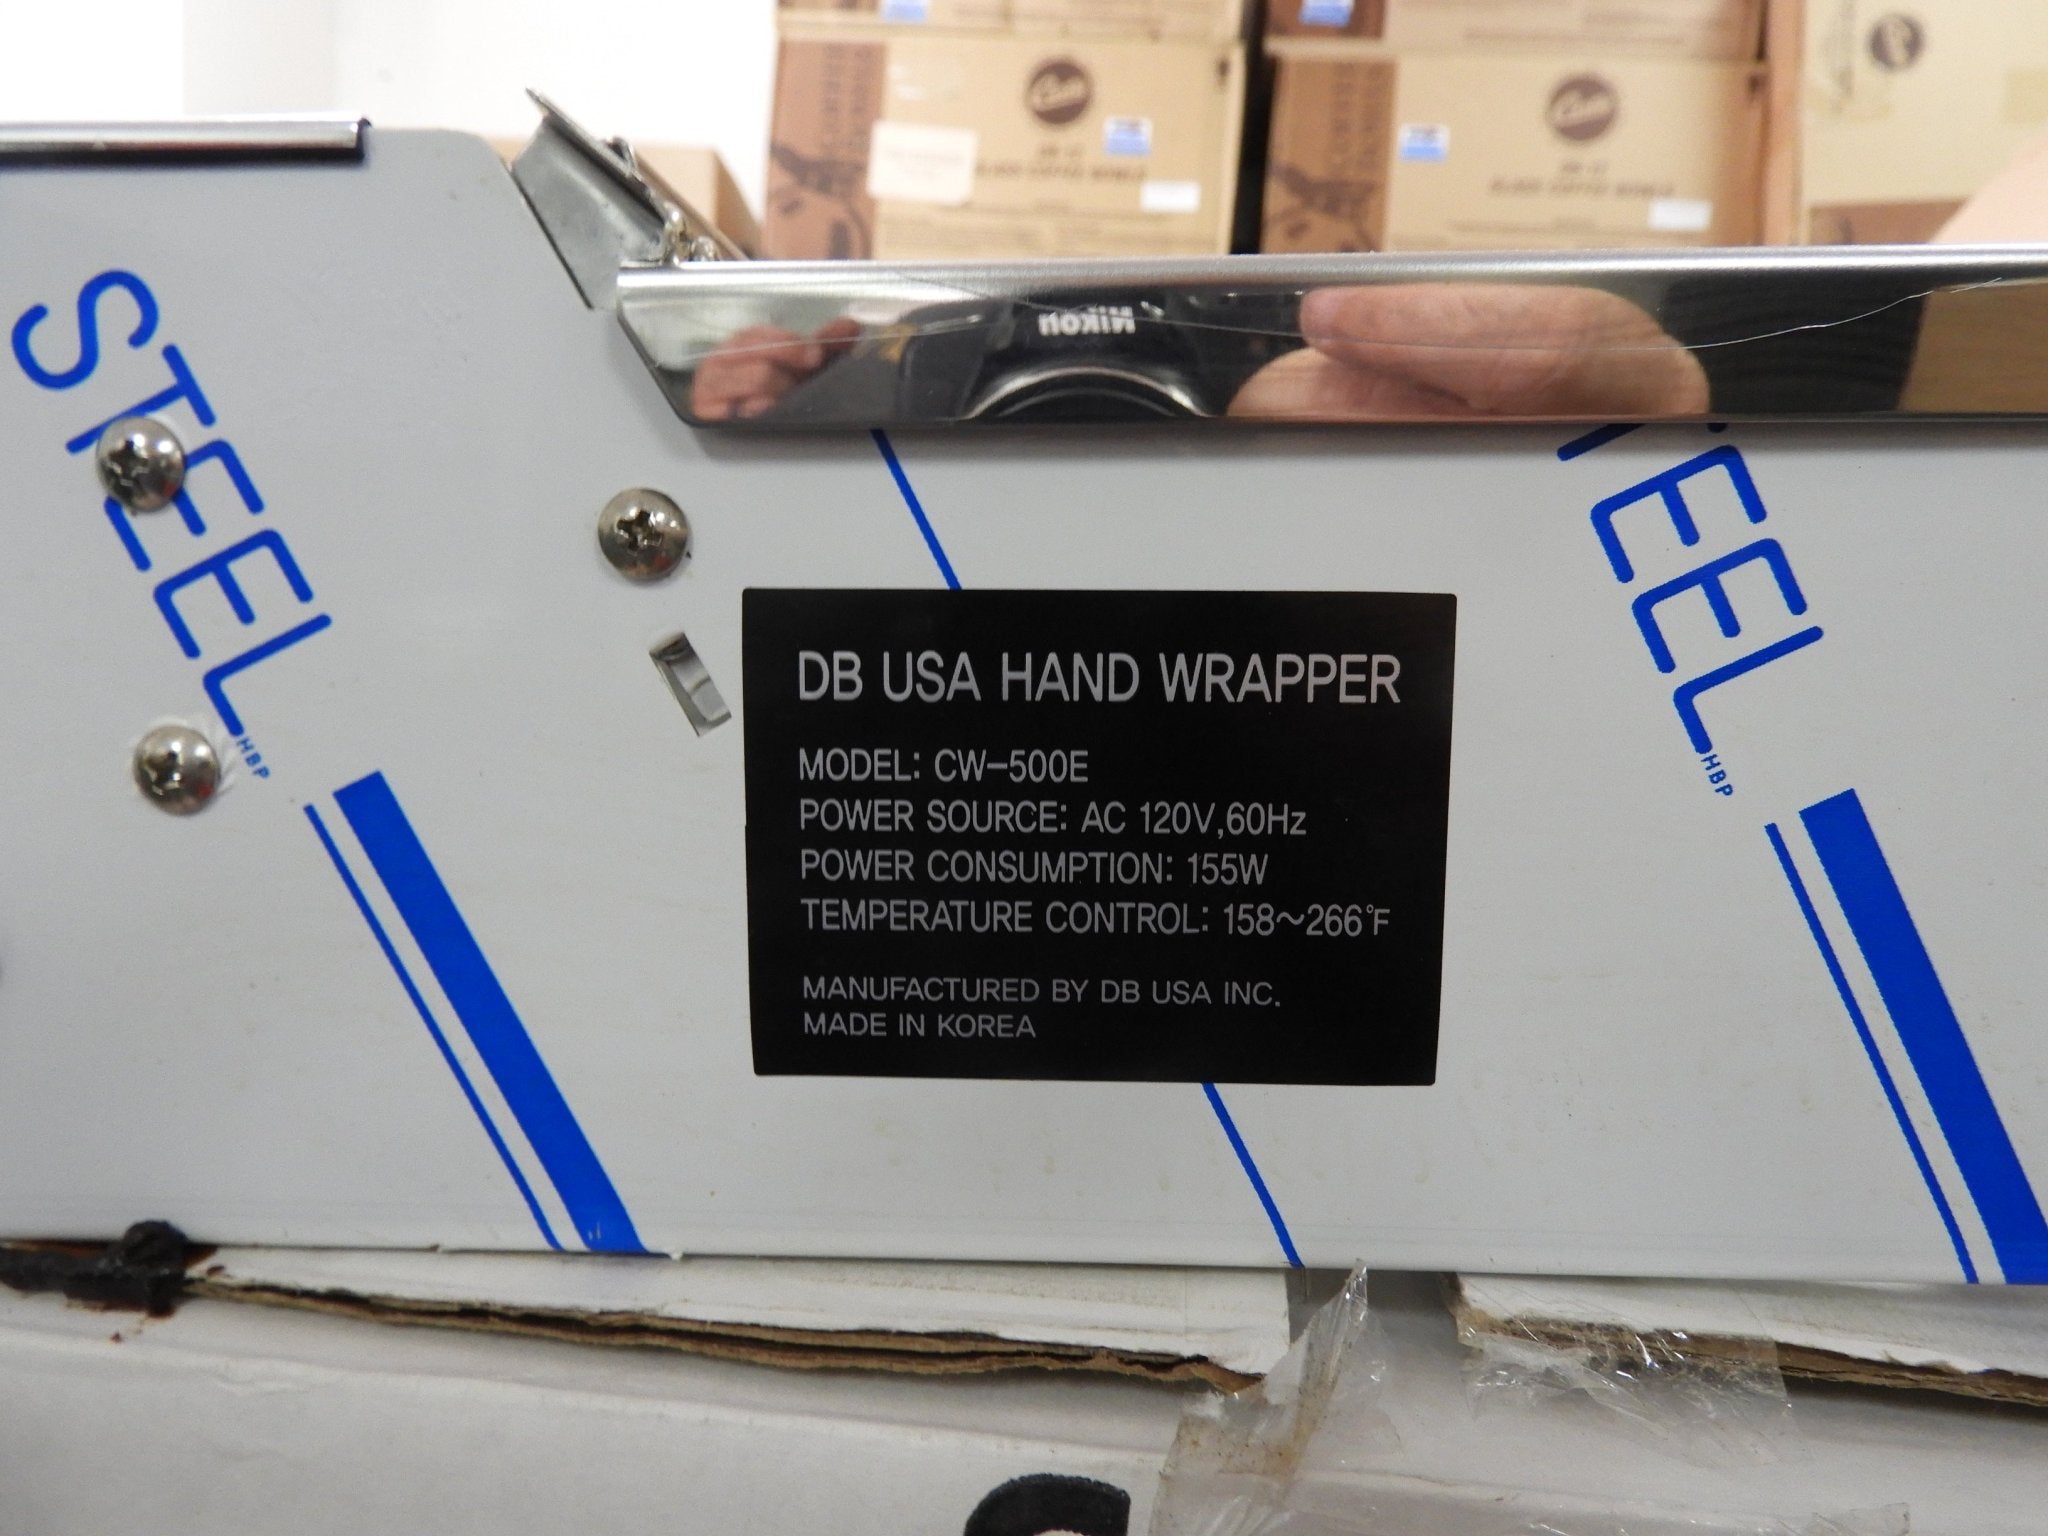 STEEL
HBP
NIKON
TEEL
HBP
DB USA HAND WRAPPER
MODEL: CW-500E
POWER SOURCE: AC 120V,60Hz
POWER CONSUMPTION: 155W
TEMPERATURE CONTROL: 158~266°F
MANUFACTURED BY DB USA INC.
MADE IN KOREA